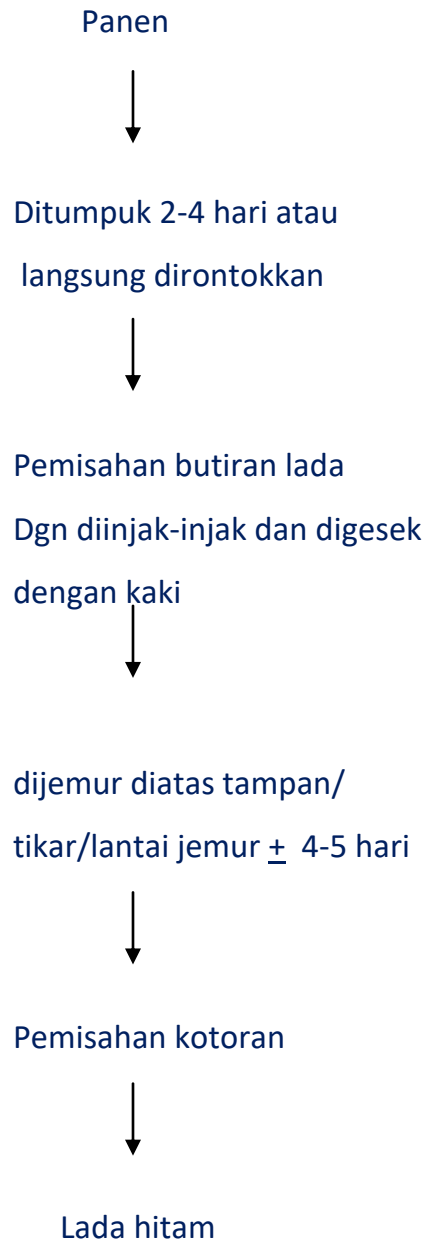 Panen
Ditumpuk 2-4 hari atau
langsung dirontokkan
Pemisahan butiran lada
Dgn diinjak-injak dan digesek
dengan kaki
dijemur diatas tampan/
tikar/lantai jemur ± 4-5 hari
Pemisahan kotoran
Lada hitam